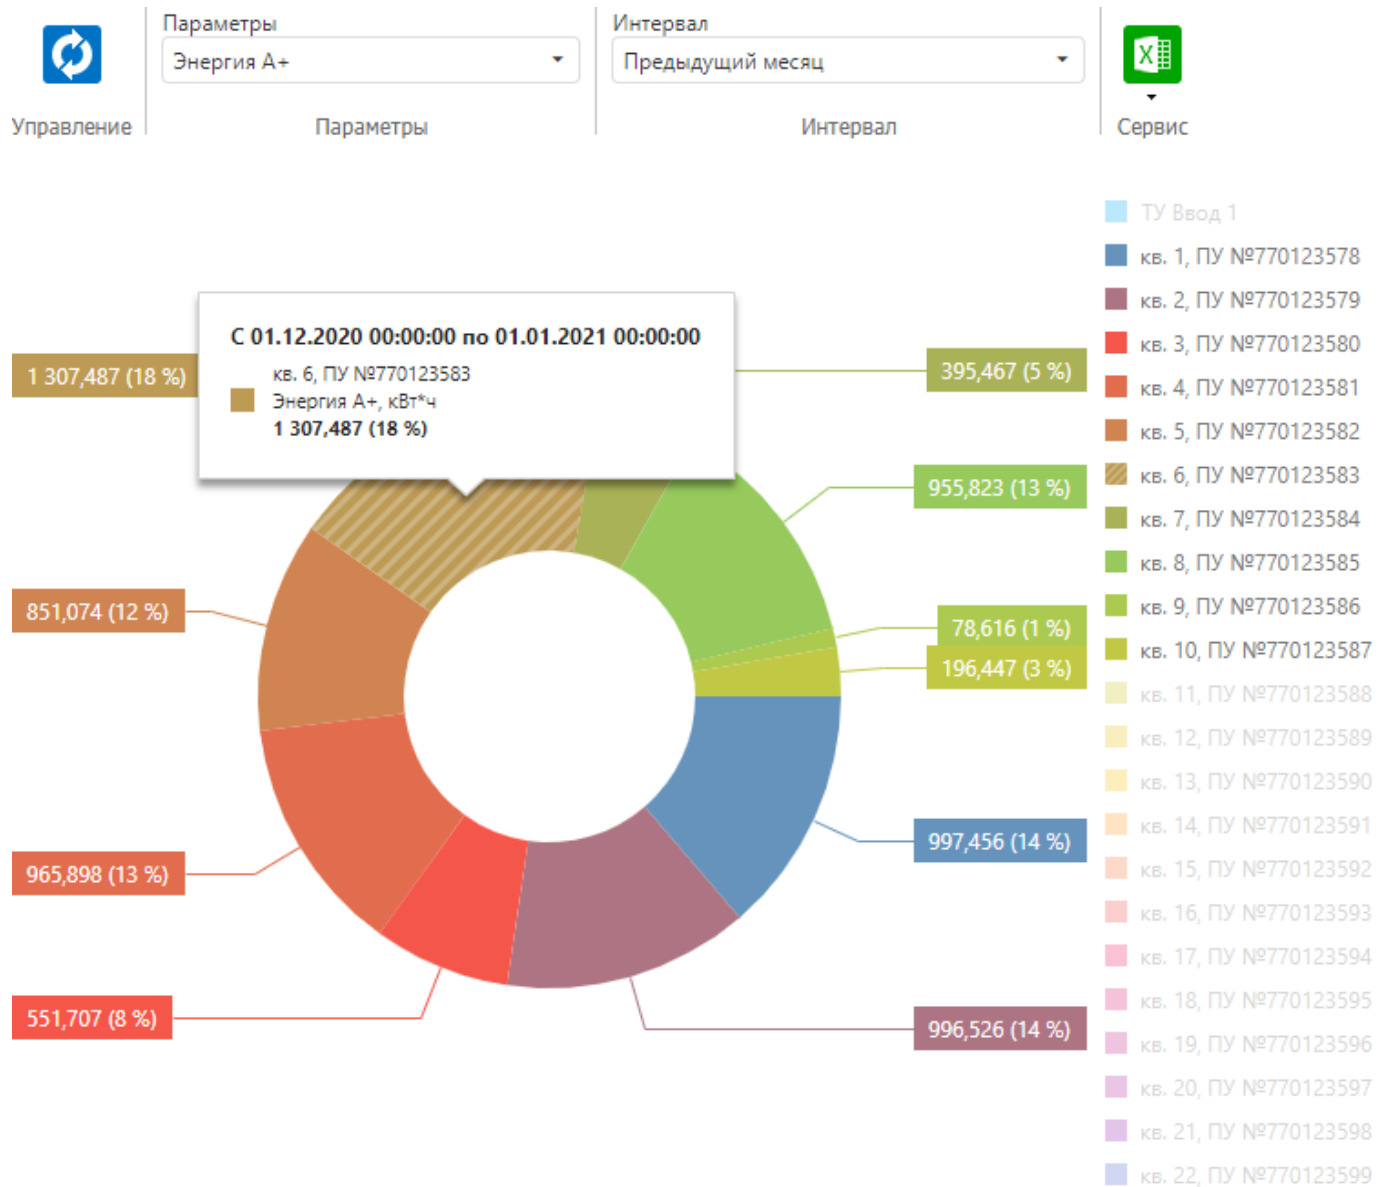 Параметры
Интервал
Энергия А+
Предыдущий месяц
Управление
Параметры
Интервал
Сервис
С 01.12.2020 00:00:00 по 01.01.2021 00:00:00
кв. 6, ПУ №770123583
Энергия А+, кВт*ч
1 307,487 (18 %)
1 307,487 (18 %)
851,074 (12 %)
965,898 (13 %)
551,707 (8 %)
395,467 (5 %)
955,823 (13 %)
78,616 (1 %)
196,447 (3 %)
997,456 (14 %)
996,526 (14 %)
ТУ Ввод 1
кв. 1, ПУ №770123578
кв. 2, ПУ №770123579
кв. 3, ПУ №770123580
кв. 4, ПУ №770123581
кв. 5, ПУ №770123582
кв. 6, ПУ №770123583
кв. 7, ПУ №770123584
кв. 8, ПУ №770123585
кв. 9, ПУ №770123586
кв. 10, ПУ №770123587
кв. 11, ПУ №770123588
кв. 12, ПУ №770123589
кв. 13, ПУ №770123590
кв. 14, ПУ №770123591
кв. 15, ПУ №770123592
кв. 16, ПУ №770123593
кв. 17, ПУ №770123594
кв. 18, ПУ №770123595
кв. 19, ПУ №770123596
кв. 20, ПУ №770123597
кв. 21, ПУ №770123598
кв. 22, ПУ №770123599